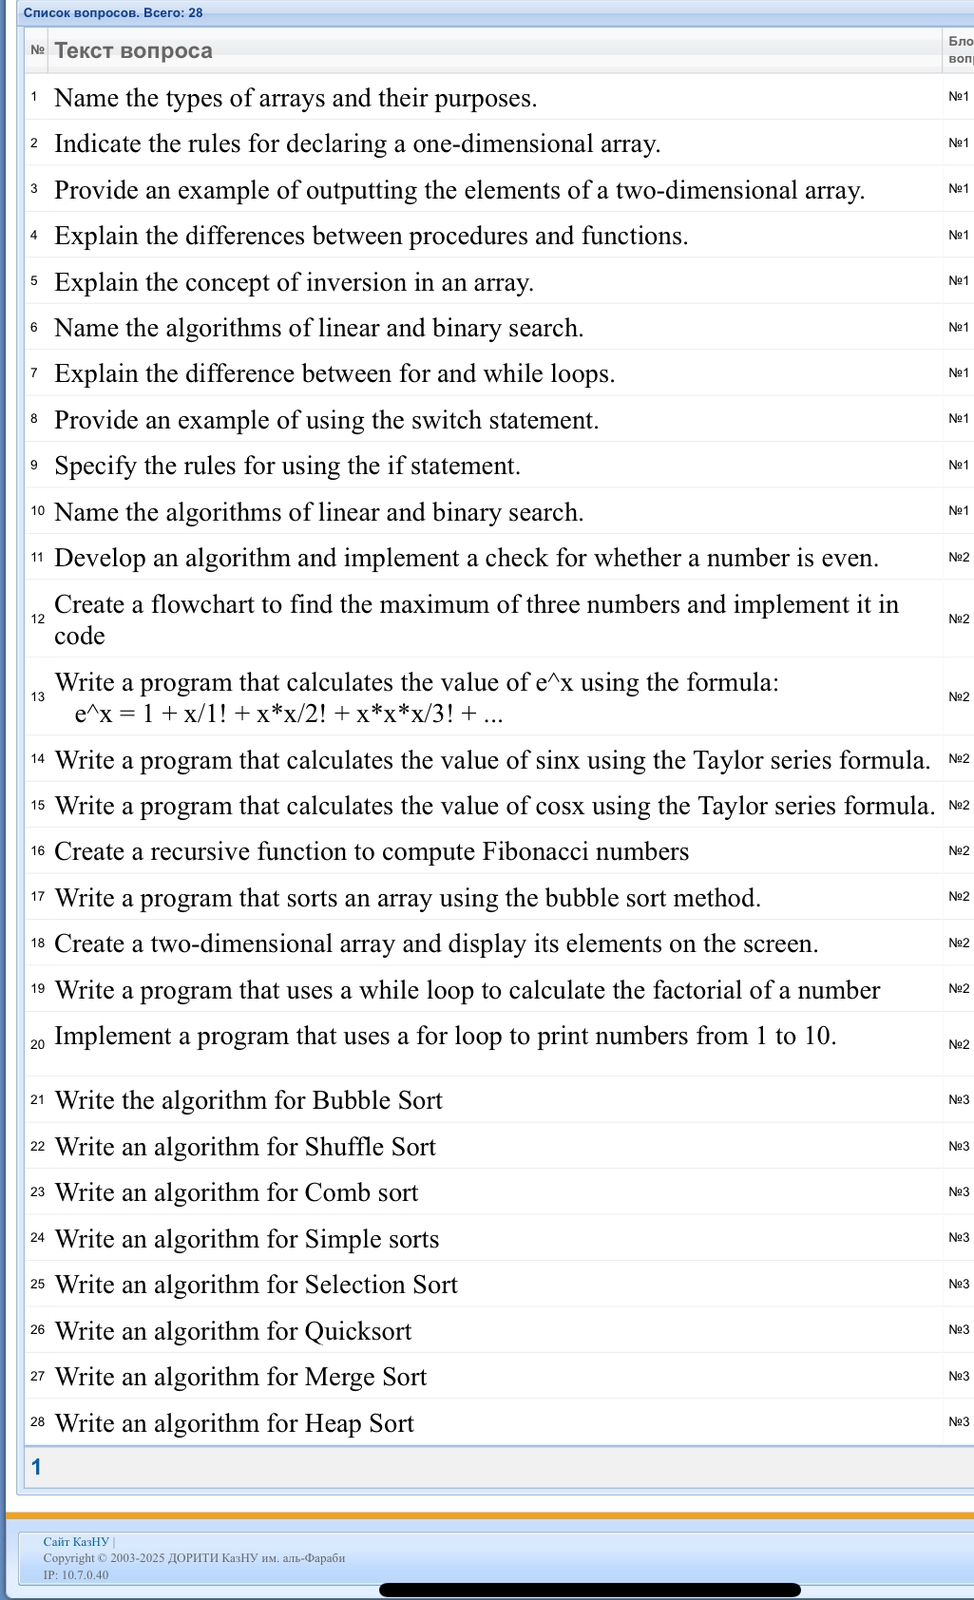 Список вопросов. Всего: 28
№ Текст вопроса
1 Name the types of arrays and their purposes. №1
2 Indicate the rules for declaring a one-dimensional array. №1
3 Provide an example of outputting the elements of a two-dimensional array. №1
4 Explain the differences between procedures and functions. №1
5 Explain the concept of inversion in an array. №1
6 Name the algorithms of linear and binary search. №1
7 Explain the difference between for and while loops. №1
8 Provide an example of using the switch statement. №1
9 Specify the rules for using the if statement. №1
10 Name the algorithms of linear and binary search. №1
11 Develop an algorithm and implement a check for whether a number is even. №2
12 Create a flowchart to find the maximum of three numbers and implement it in
code №2
13 Write a program that calculates the value of e^x using the formula:
e^x = 1 + x/1! + x*x/2! + x*x*x/3! + ... №2
14 Write a program that calculates the value of sinx using the Taylor series formula. №2
15 Write a program that calculates the value of cosx using the Taylor series formula. №2
16 Create a recursive function to compute Fibonacci numbers №2
17 Write a program that sorts an array using the bubble sort method. №2
18 Create a two-dimensional array and display its elements on the screen. №2
19 Write a program that uses a while loop to calculate the factorial of a number №2
20 Implement a program that uses a for loop to print numbers from 1 to 10. №2
21 Write the algorithm for Bubble Sort №3
22 Write an algorithm for Shuffle Sort №3
23 Write an algorithm for Comb sort №3
24 Write an algorithm for Simple sorts №3
25 Write an algorithm for Selection Sort №3
26 Write an algorithm for Quicksort №3
27 Write an algorithm for Merge Sort №3
28 Write an algorithm for Heap Sort №3
1
Сайт КазНУ |
Copyright © 2003-2025 ДОРИТИ КазНУ им. аль-Фараби
IP: 10.7.0.40